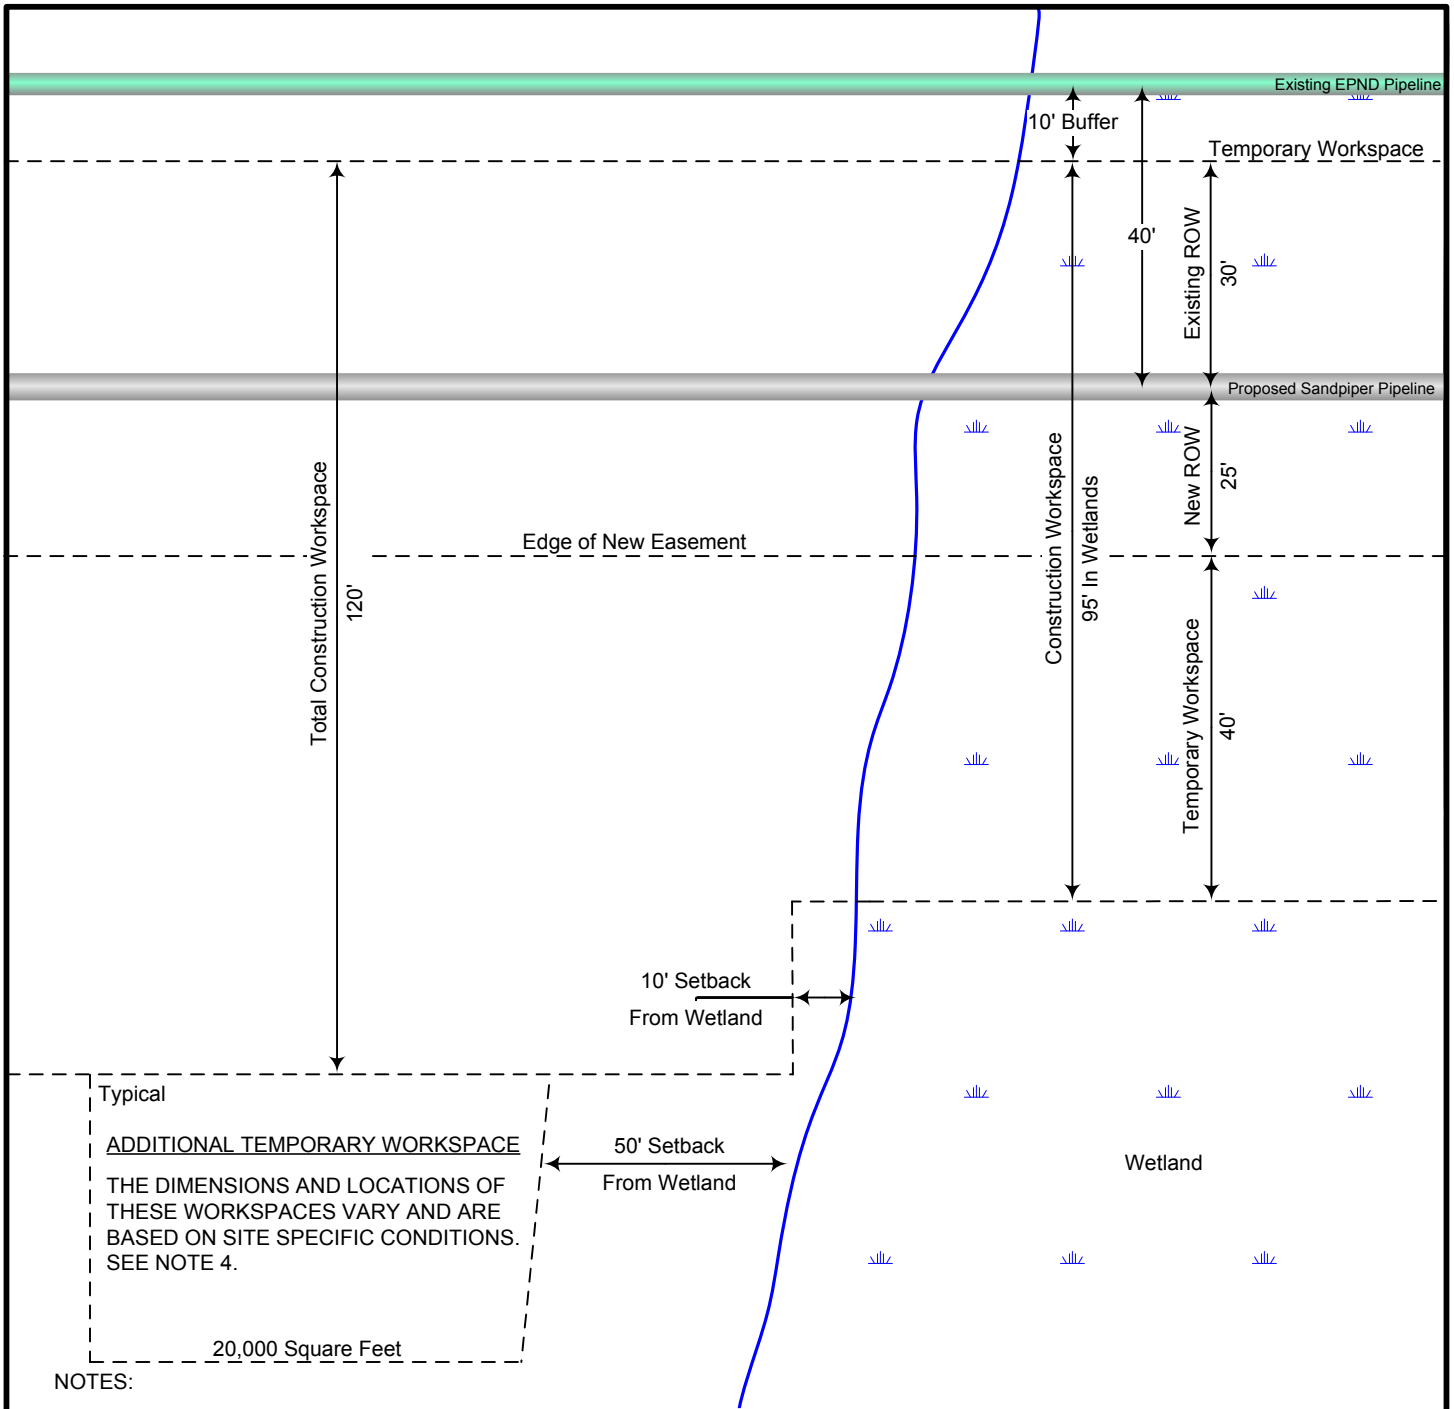 Existing EPND Pipeline
10' Buffer
Temporary Workspace
40'
Existing ROW
30'
Proposed Sandpiper Pipeline
New ROW
25'
Total Construction Workspace
120'
Construction Workspace
95' In Wetlands
Edge of New Easement
Temporary Workspace
40'
10' Setback
From Wetland
Typical
ADDITIONAL TEMPORARY WORKSPACE
THE DIMENSIONS AND LOCATIONS OF
THESE WORKSPACES VARY AND ARE
BASED ON SITE SPECIFIC CONDITIONS.
SEE NOTE 4.
50' Setback
From Wetland
Wetland
20,000 Square Feet
NOTES: